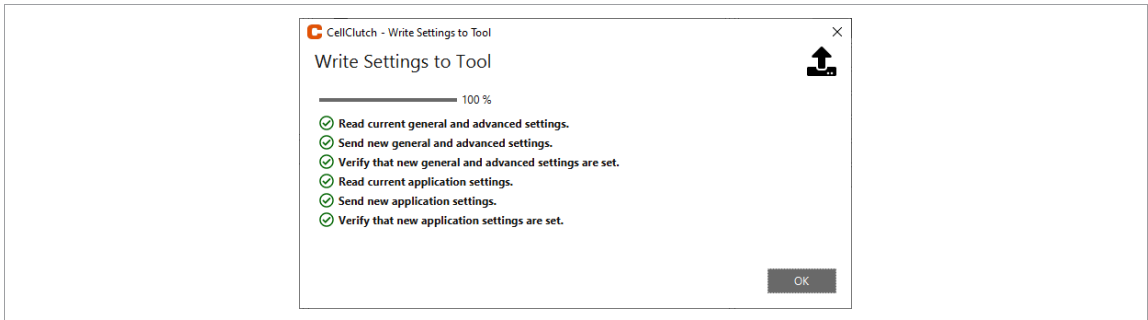 CellClutch - Write Settings to Tool
Write Settings to Tool
100 %
Read current general and advanced settings.
Send new general and advanced settings.
Verify that new general and advanced settings are set.
Read current application settings.
Send new application settings.
Verify that new application settings are set.
OK